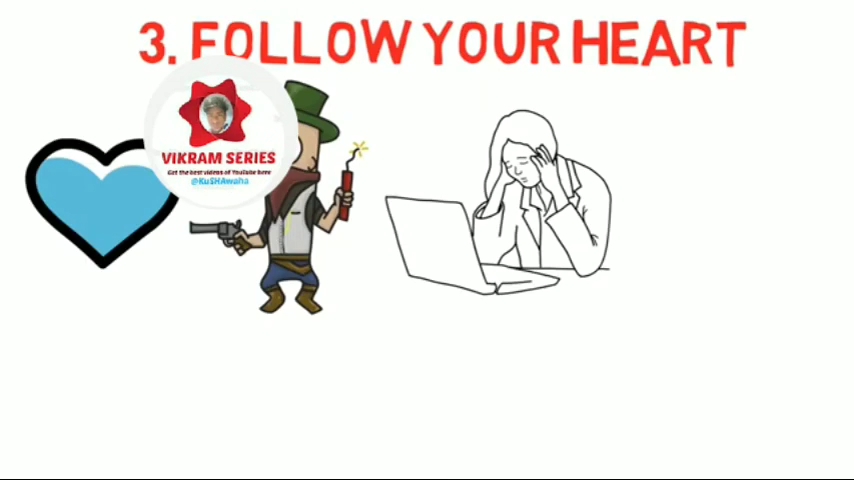 3. FOLLOW YOUR HEART
VIKRAM SERIES
Get the best videos of YouTube here
@KuSHAwaha